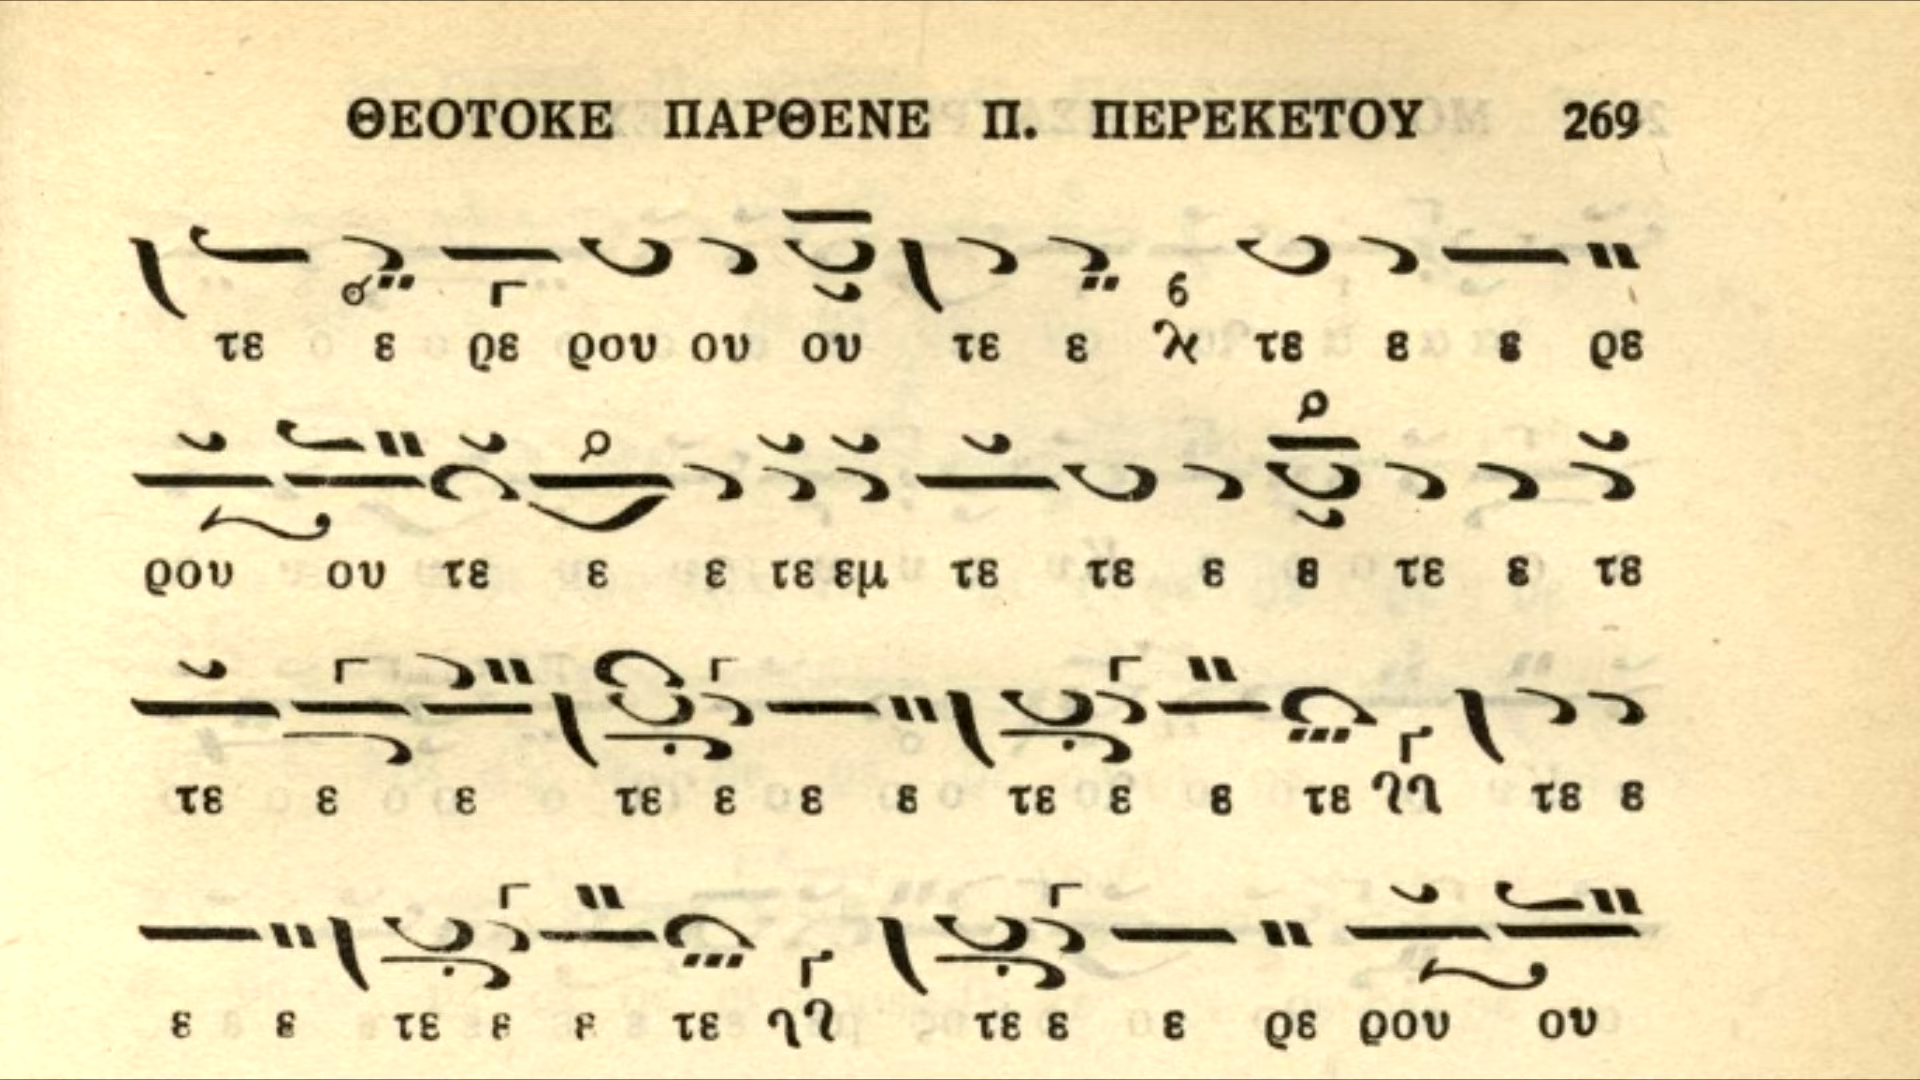 ΘΕΟΤΟΚΕ ΠΑΡΘΕΝΕ Π. ΠΕΡΕΚΕΤΟΥ 269
τε ε ρε ρου ου ου τε ε τε ε ε ρε
ρου ου τε ε ε τε εμ τε τε ε ε τε ε τε
τε ε ε τε ε ε ε τε ε ε τε τε ε
ε ε τε ε ε τε τε ε ε ρε ρου ου